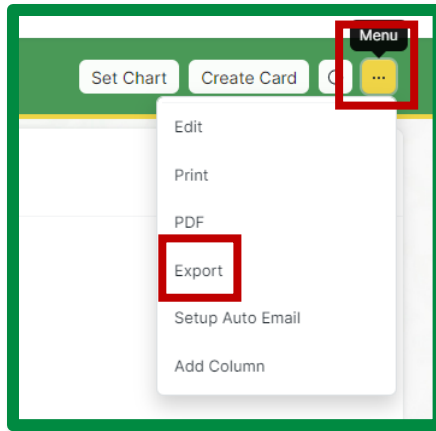 Menu
Set Chart Create Card ...
Edit
Print
PDF
Export
Setup Auto Email
Add Column